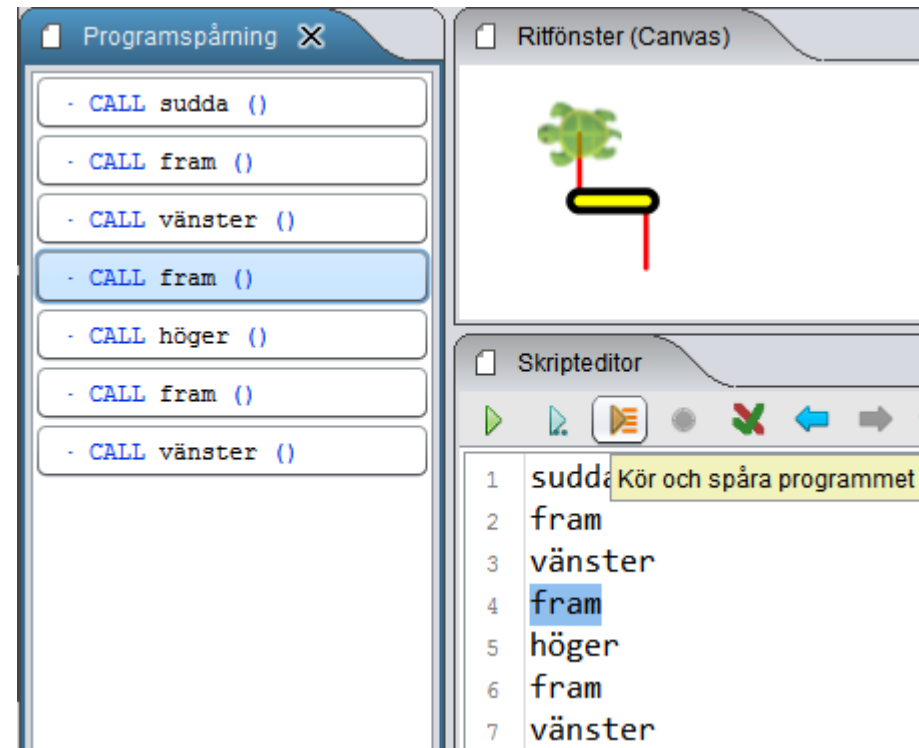 Programspårning
· CALL sudda ()
· CALL fram ()
· CALL vänster ()
· CALL fram ()
· CALL höger ()
· CALL fram ()
· CALL vänster ()
Ritfönster (Canvas)
Skripteditor
Kör och spåra programmet
1 sudda
2 fram
3 vänster
4 fram
5 höger
6 fram
7 vänster